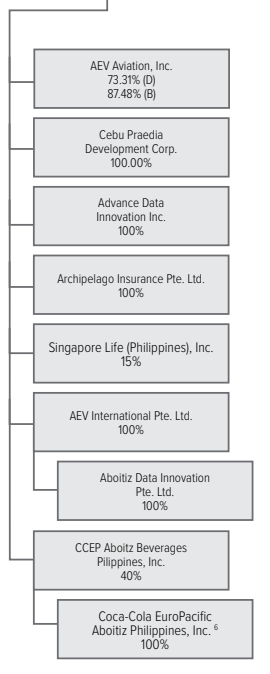 AEV Aviation, Inc.
73.31% (D)
87.48% (B)
Cebu Praedia
Development Corp.
100.00%
Advance Data
Innovation Inc.
100%
Archipelago Insurance Pte. Ltd.
100%
Singapore Life (Philippines), Inc.
15%
AEV International Pte. Ltd.
100%
Aboitiz Data Innovation
Pte. Ltd.
100%
CCEP Aboitz Beverages
Pilippines, Inc.
40%
Coca-Cola EuroPacific
Aboitiz Philippines, Inc. 6
100%